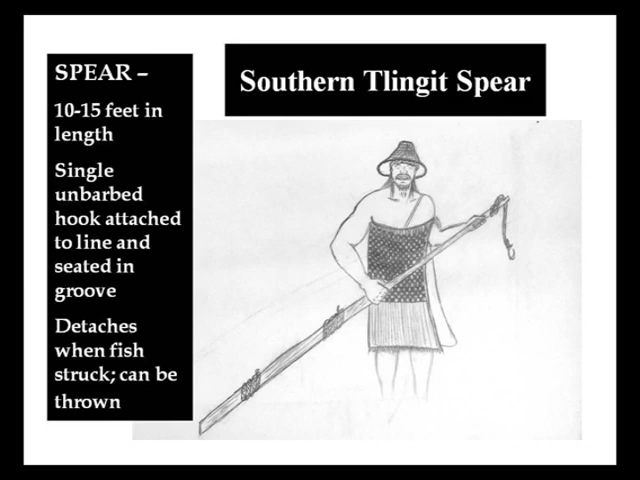 Southern Tlingit Spear
SPEAR –
10-15 feet in
length
Single
unbarbed
hook attached
to line and
seated in
groove
Detaches
when fish
struck; can be
thrown